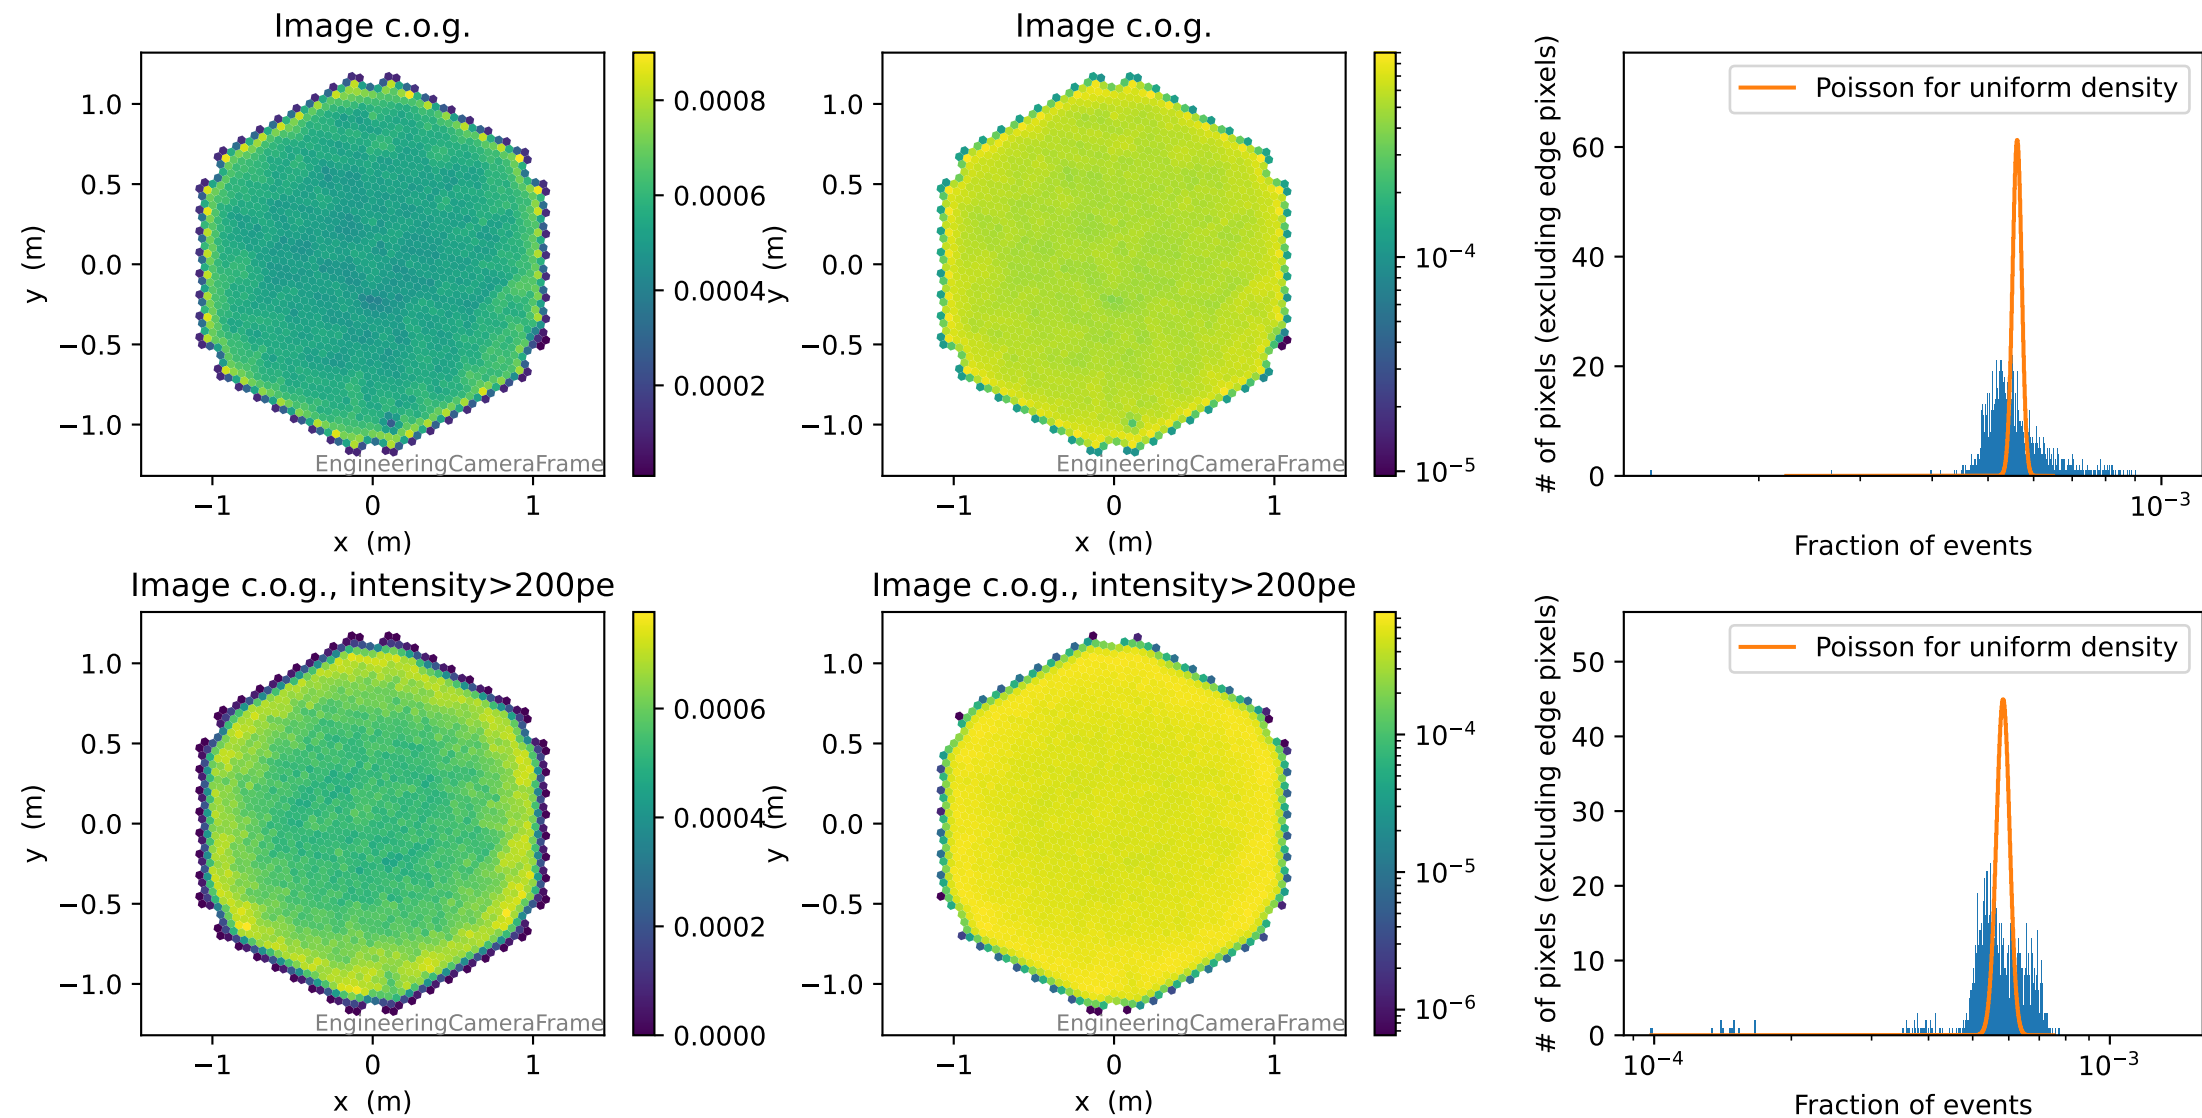 Image c.o.g.
1.0
0.5
0.0
−0.5
−1.0
y (m)
−1
0
1
x (m)
EngineeringCameraFrame
0.0008
0.0006
0.0004
0.0002
Image c.o.g.
1.0
0.5
0.0
−0.5
−1.0
y (m)
−1
0
1
x (m)
EngineeringCameraFrame
10⁻⁴
10⁻⁵
# of pixels (excluding edge pixels)
60
40
20
0
Poisson for uniform density
10⁻³
Fraction of events
Image c.o.g., intensity>200pe
1.0
0.5
0.0
−0.5
−1.0
y (m)
−1
0
1
x (m)
EngineeringCameraFrame
0.0006
0.0004
0.0002
0.0000
Image c.o.g., intensity>200pe
1.0
0.5
0.0
−0.5
−1.0
y (m)
−1
0
1
x (m)
EngineeringCameraFrame
10⁻⁴
10⁻⁵
10⁻⁶
# of pixels (excluding edge pixels)
50
40
30
20
10
0
Poisson for uniform density
10⁻⁴
10⁻³
Fraction of events